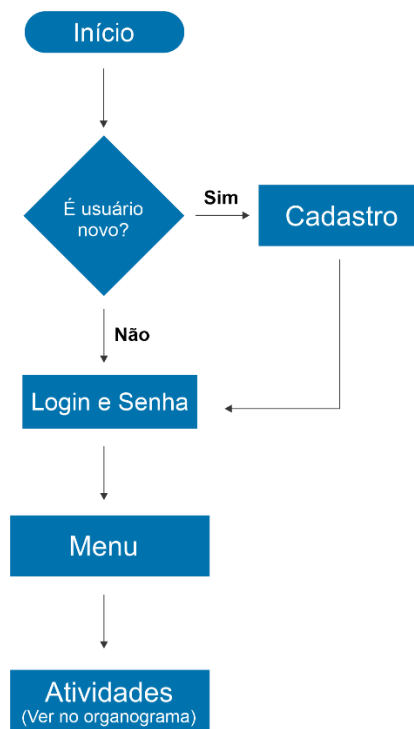 Início
É usuário
novo?
Sim
Cadastro
Não
Login e Senha
Menu
Atividades
(Ver no organograma)